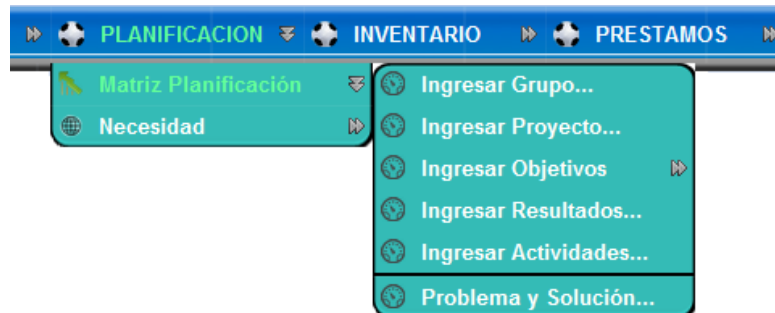 PLANIFICACION INVENTARIO PRESTAMOS
Matriz Planificación
Necesidad
Ingresar Grupo...
Ingresar Proyecto...
Ingresar Objetivos
Ingresar Resultados...
Ingresar Actividades...
Problema y Solución...